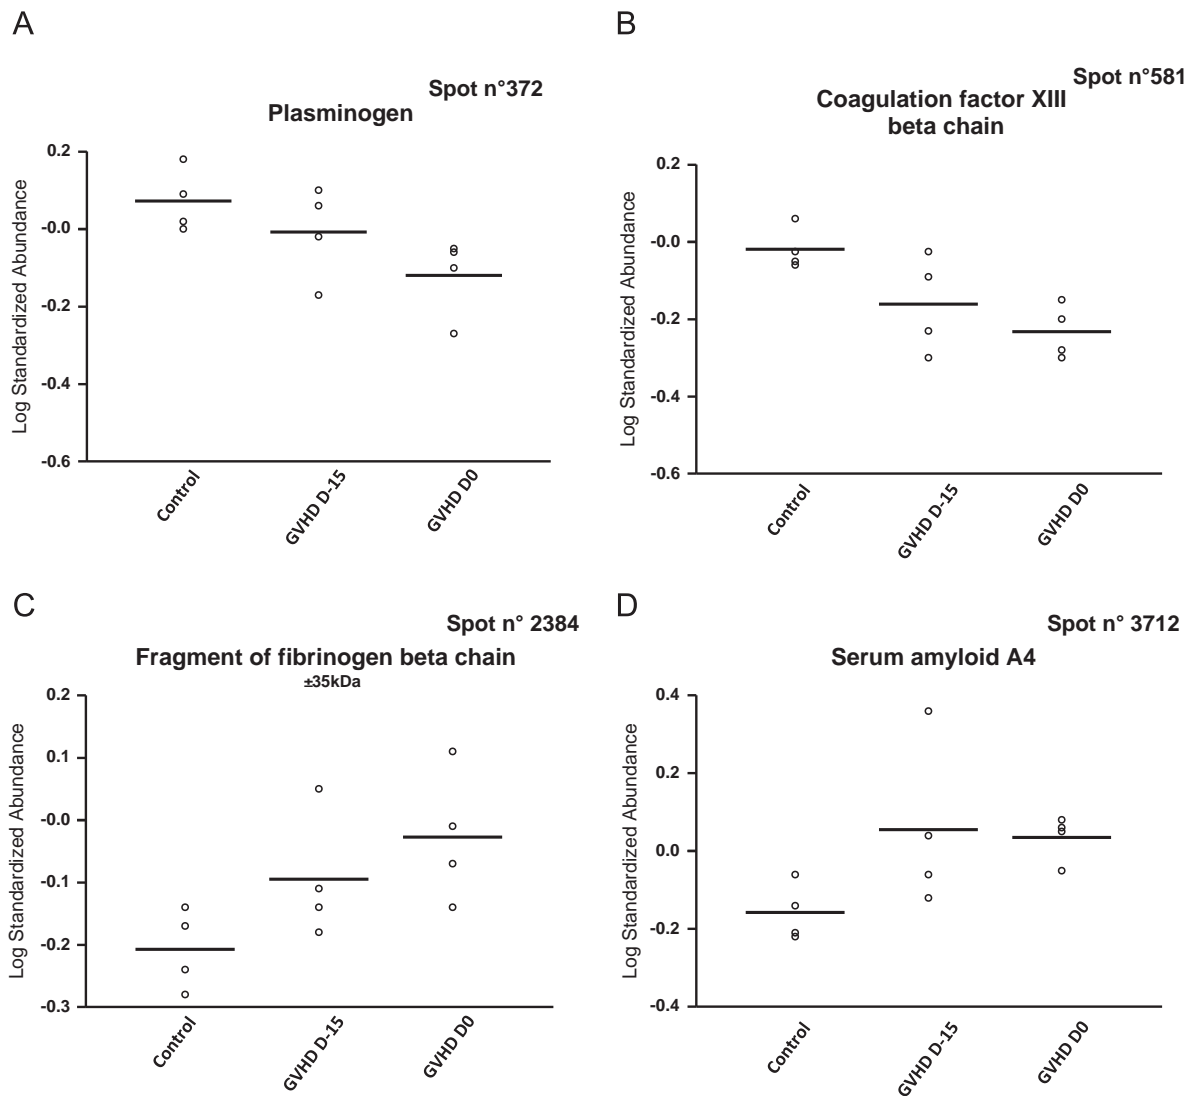 A
Spot n°372
Plasminogen
Log Standardized Abundance
0.2
-0.0
-0.2
-0.4
-0.6
Control
GVHD D-15
GVHD D0
B
Spot n°581
Coagulation factor XIII
beta chain
Log Standardized Abundance
0.2
-0.0
-0.2
-0.4
-0.6
Control
GVHD D-15
GVHD D0
C
Spot n° 2384
Fragment of fibrinogen beta chain
±35kDa
Log Standardized Abundance
0.2
0.1
-0.0
-0.1
-0.2
-0.3
Control
GVHD D-15
GVHD D0
D
Spot n° 3712
Serum amyloid A4
Log Standardized Abundance
0.4
0.2
0.0
-0.2
-0.4
Control
GVHD D-15
GVHD D0